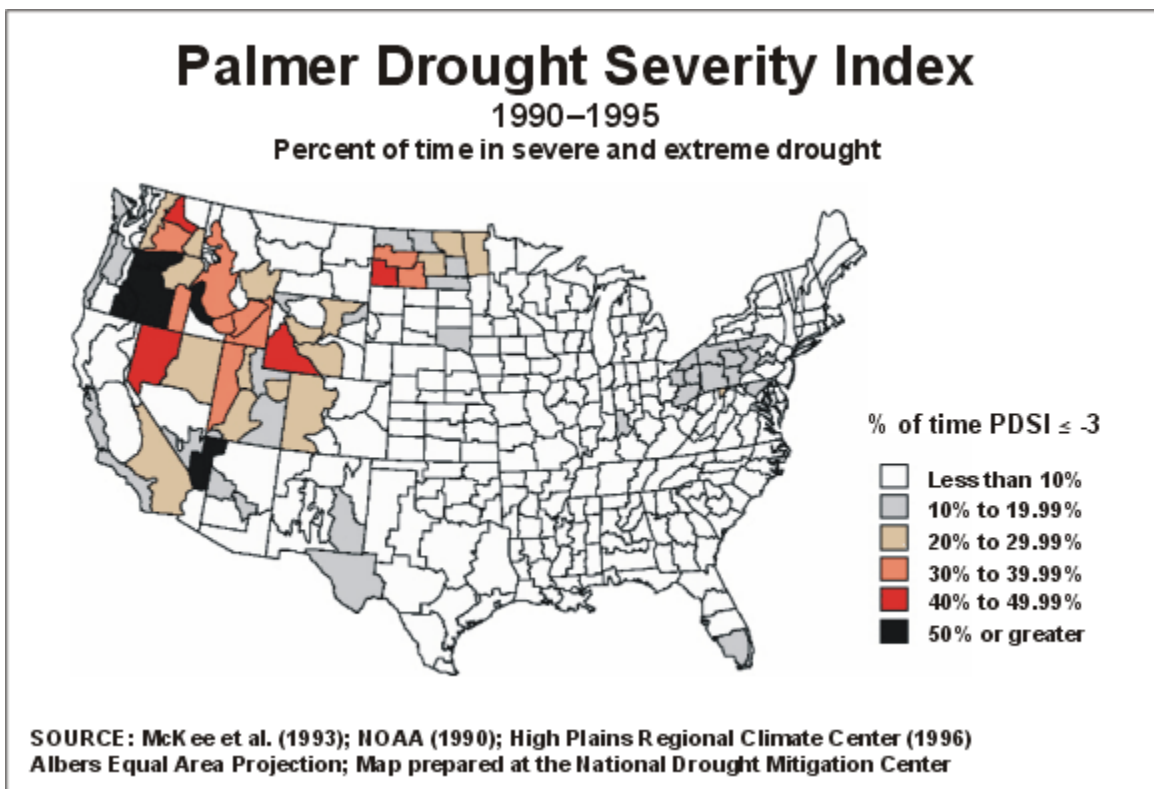 Palmer Drought Severity Index
1990–1995
Percent of time in severe and extreme drought
% of time PDSI ≤ -3
Less than 10%
10% to 19.99%
20% to 29.99%
30% to 39.99%
40% to 49.99%
50% or greater
SOURCE: McKee et al. (1993); NOAA (1990); High Plains Regional Climate Center (1996)
Albers Equal Area Projection; Map prepared at the National Drought Mitigation Center